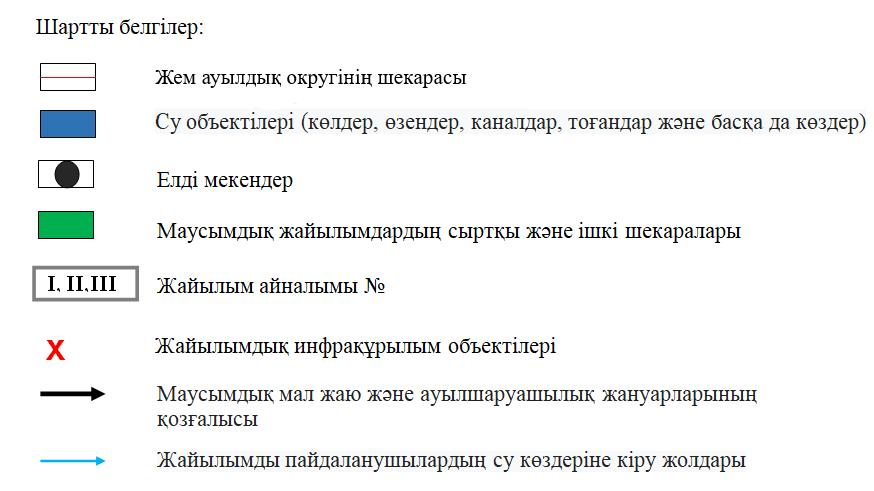 Шартты белгілер:
Жем ауылдық округінің шекарасы
Су объектілері (көлдер, өзендер, каналдар, тоғандар және басқа да көздер)
Елді мекендер
Маусымдық жайылымдардың сыртқы және ішкі шекаралары
I, II,III Жайылым айналымы №
X Жайылымдық инфрақұрылым объектілері
Маусымдық мал жаю және ауылшаруашылық жануарларының
қозғалысы
Жайылымды пайдаланушылардың су көздеріне кіру жолдары